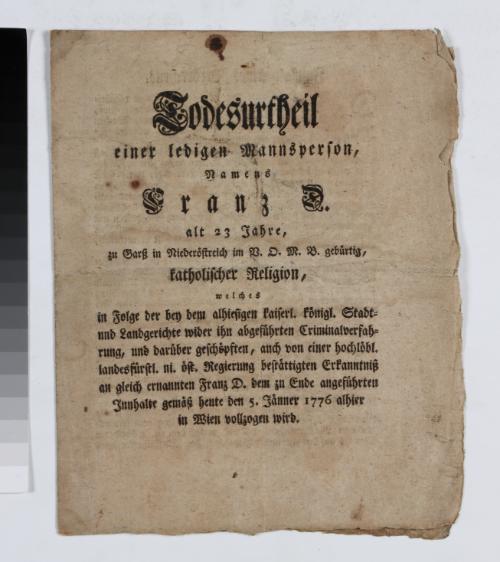 Todesurtheil
einer ledigen Mannsperson,
Namens
Franz D.
alt 23 Jahre,
zu Garß in Niederöstreich im V. O. M. B. gebürtig,
katholischer Religion,
welches
in Folge der bey dem alhiesigen kaiserl. königl. Stadt-
und Landgerichte wider ihn abgeführten Criminalverfah-
rung, und darüber geschöpften, auch von einer hochlöbl.
landesfürstl. ni. öst. Regierung bestättigten Erkanntniß
an gleich ernannten Franz D. dem zu Ende angeführten
Innhalte gemäß heute den 5. Jänner 1776 alhier
in Wien vollzogen wird.